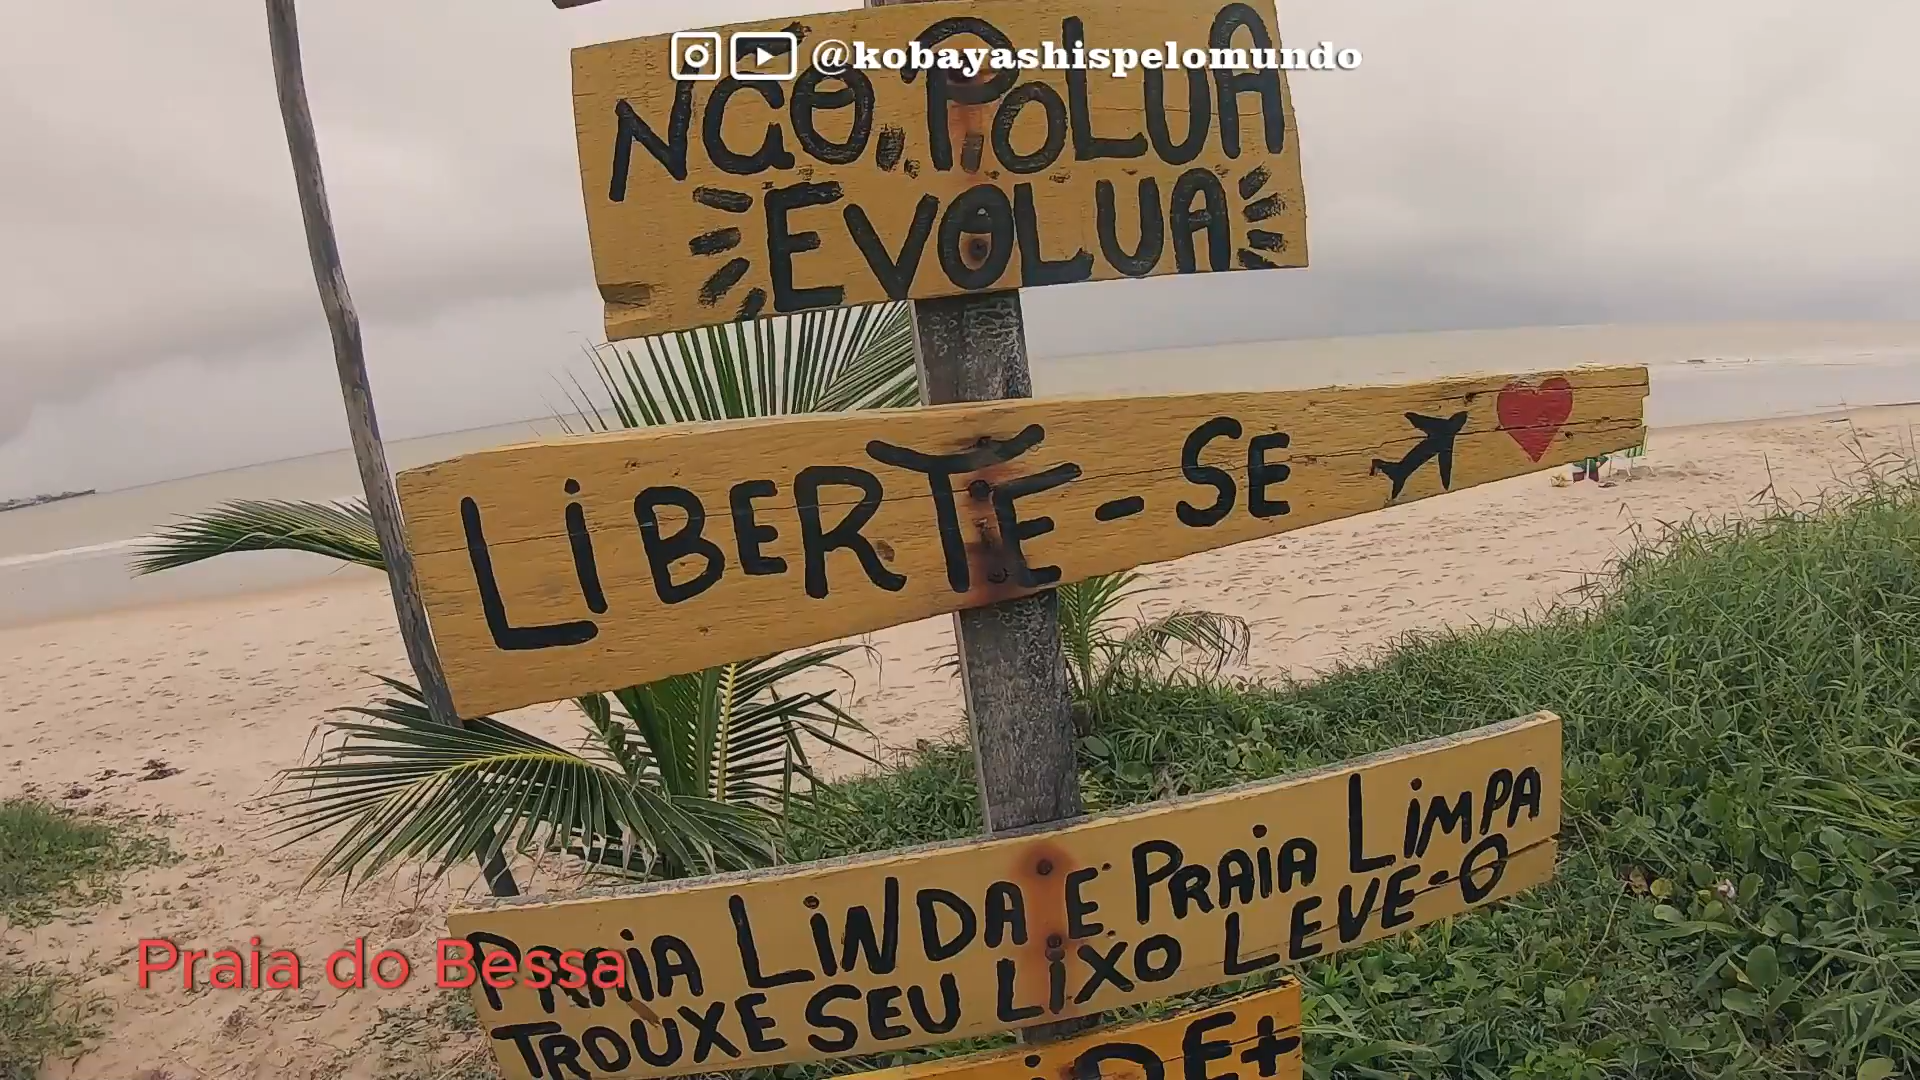 @kobayashispelomundo
NÃO POLUA
EVOLUA
LiBERTE-SE
PRAiA LiNDA E PRAiA LiMPA
TROUXE SEU LiXO LEVE-O
Praia do Bessa